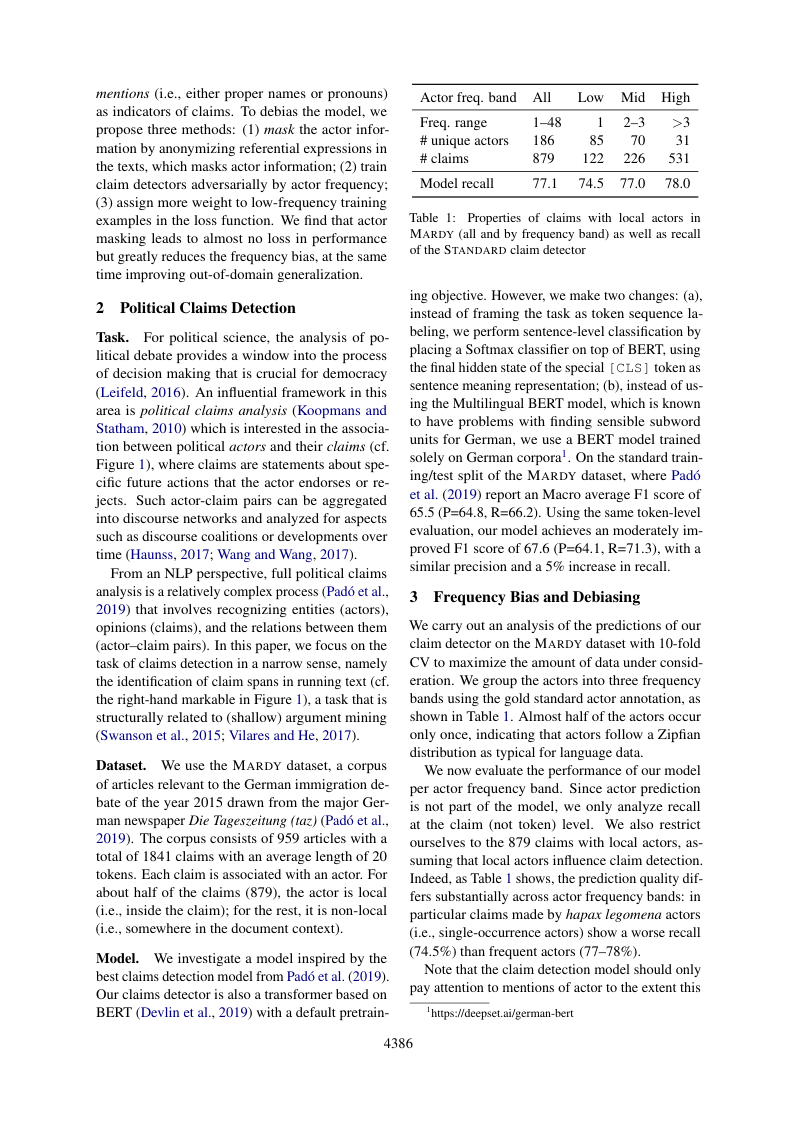 mentions (i.e., either proper names or pronouns)
as indicators of claims. To debias the model, we
propose three methods: (1) mask the actor infor-
mation by anonymizing referential expressions in
the texts, which masks actor information; (2) train
claim detectors adversarially by actor frequency;
(3) assign more weight to low-frequency training
examples in the loss function. We find that actor
masking leads to almost no loss in performance
but greatly reduces the frequency bias, at the same
time improving out-of-domain generalization.
2 Political Claims Detection
Task. For political science, the analysis of po-
litical debate provides a window into the process
of decision making that is crucial for democracy
(Leifeld, 2016). An influential framework in this
area is political claims analysis (Koopmans and
Statham, 2010) which is interested in the associa-
tion between political actors and their claims (cf.
Figure 1), where claims are statements about spe-
cific future actions that the actor endorses or re-
jects. Such actor-claim pairs can be aggregated
into discourse networks and analyzed for aspects
such as discourse coalitions or developments over
time (Haunss, 2017; Wang and Wang, 2017).
From an NLP perspective, full political claims
analysis is a relatively complex process (Padó et al.,
2019) that involves recognizing entities (actors),
opinions (claims), and the relations between them
(actor–claim pairs). In this paper, we focus on the
task of claims detection in a narrow sense, namely
the identification of claim spans in running text (cf.
the right-hand markable in Figure 1), a task that is
structurally related to (shallow) argument mining
(Swanson et al., 2015; Vilares and He, 2017).
Dataset. We use the MARDY dataset, a corpus
of articles relevant to the German immigration de-
bate of the year 2015 drawn from the major Ger-
man newspaper Die Tageszeitung (taz) (Padó et al.,
2019). The corpus consists of 959 articles with a
total of 1841 claims with an average length of 20
tokens. Each claim is associated with an actor. For
about half of the claims (879), the actor is local
(i.e., inside the claim); for the rest, it is non-local
(i.e., somewhere in the document context).
Model. We investigate a model inspired by the
best claims detection model from Padó et al. (2019).
Our claims detector is also a transformer based on
BERT (Devlin et al., 2019) with a default pretrain-
Actor freq. band All Low Mid High
Freq. range 1–48 1 2–3 >3
# unique actors 186 85 70 31
# claims 879 122 226 531
Model recall 77.1 74.5 77.0 78.0
Table 1: Properties of claims with local actors in
MARDY (all and by frequency band) as well as recall
of the STANDARD claim detector
ing objective. However, we make two changes: (a),
instead of framing the task as token sequence la-
beling, we perform sentence-level classification by
placing a Softmax classifier on top of BERT, using
the final hidden state of the special [CLS] token as
sentence meaning representation; (b), instead of us-
ing the Multilingual BERT model, which is known
to have problems with finding sensible subword
units for German, we use a BERT model trained
solely on German corpora1. On the standard train-
ing/test split of the MARDY dataset, where Padó
et al. (2019) report an Macro average F1 score of
65.5 (P=64.8, R=66.2). Using the same token-level
evaluation, our model achieves an moderately im-
proved F1 score of 67.6 (P=64.1, R=71.3), with a
similar precision and a 5% increase in recall.
3 Frequency Bias and Debiasing
We carry out an analysis of the predictions of our
claim detector on the MARDY dataset with 10-fold
CV to maximize the amount of data under consid-
eration. We group the actors into three frequency
bands using the gold standard actor annotation, as
shown in Table 1. Almost half of the actors occur
only once, indicating that actors follow a Zipfian
distribution as typical for language data.
We now evaluate the performance of our model
per actor frequency band. Since actor prediction
is not part of the model, we only analyze recall
at the claim (not token) level. We also restrict
ourselves to the 879 claims with local actors, as-
suming that local actors influence claim detection.
Indeed, as Table 1 shows, the prediction quality dif-
fers substantially across actor frequency bands: in
particular claims made by hapax legomena actors
(i.e., single-occurrence actors) show a worse recall
(74.5%) than frequent actors (77–78%).
Note that the claim detection model should only
pay attention to mentions of actor to the extent this
1https://deepset.ai/german-bert
4386